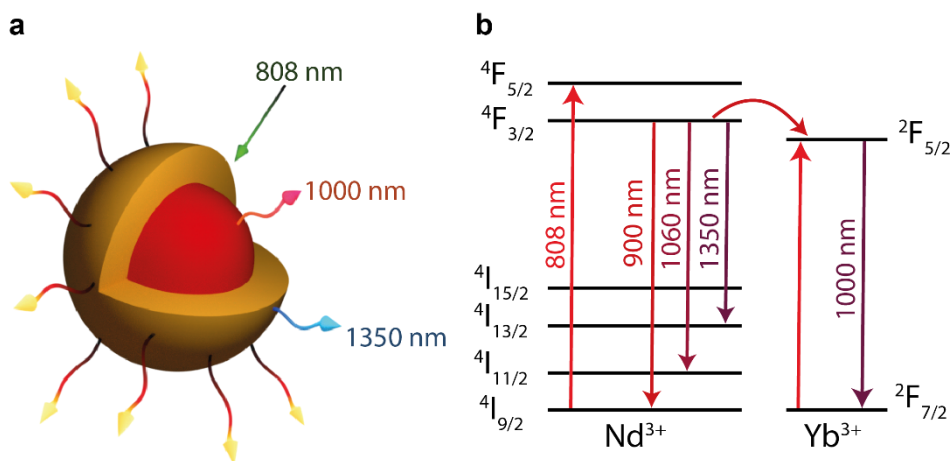 a
808 nm
1000 nm
1350 nm
b
⁴F₅/₂
⁴F₃/₂
²F₅/₂
808 nm
900 nm
1060 nm
1350 nm
1000 nm
⁴I₁₅/₂
⁴I₁₃/₂
⁴I₁₁/₂
⁴I₉/₂
²F₇/₂
Nd³⁺
Yb³⁺